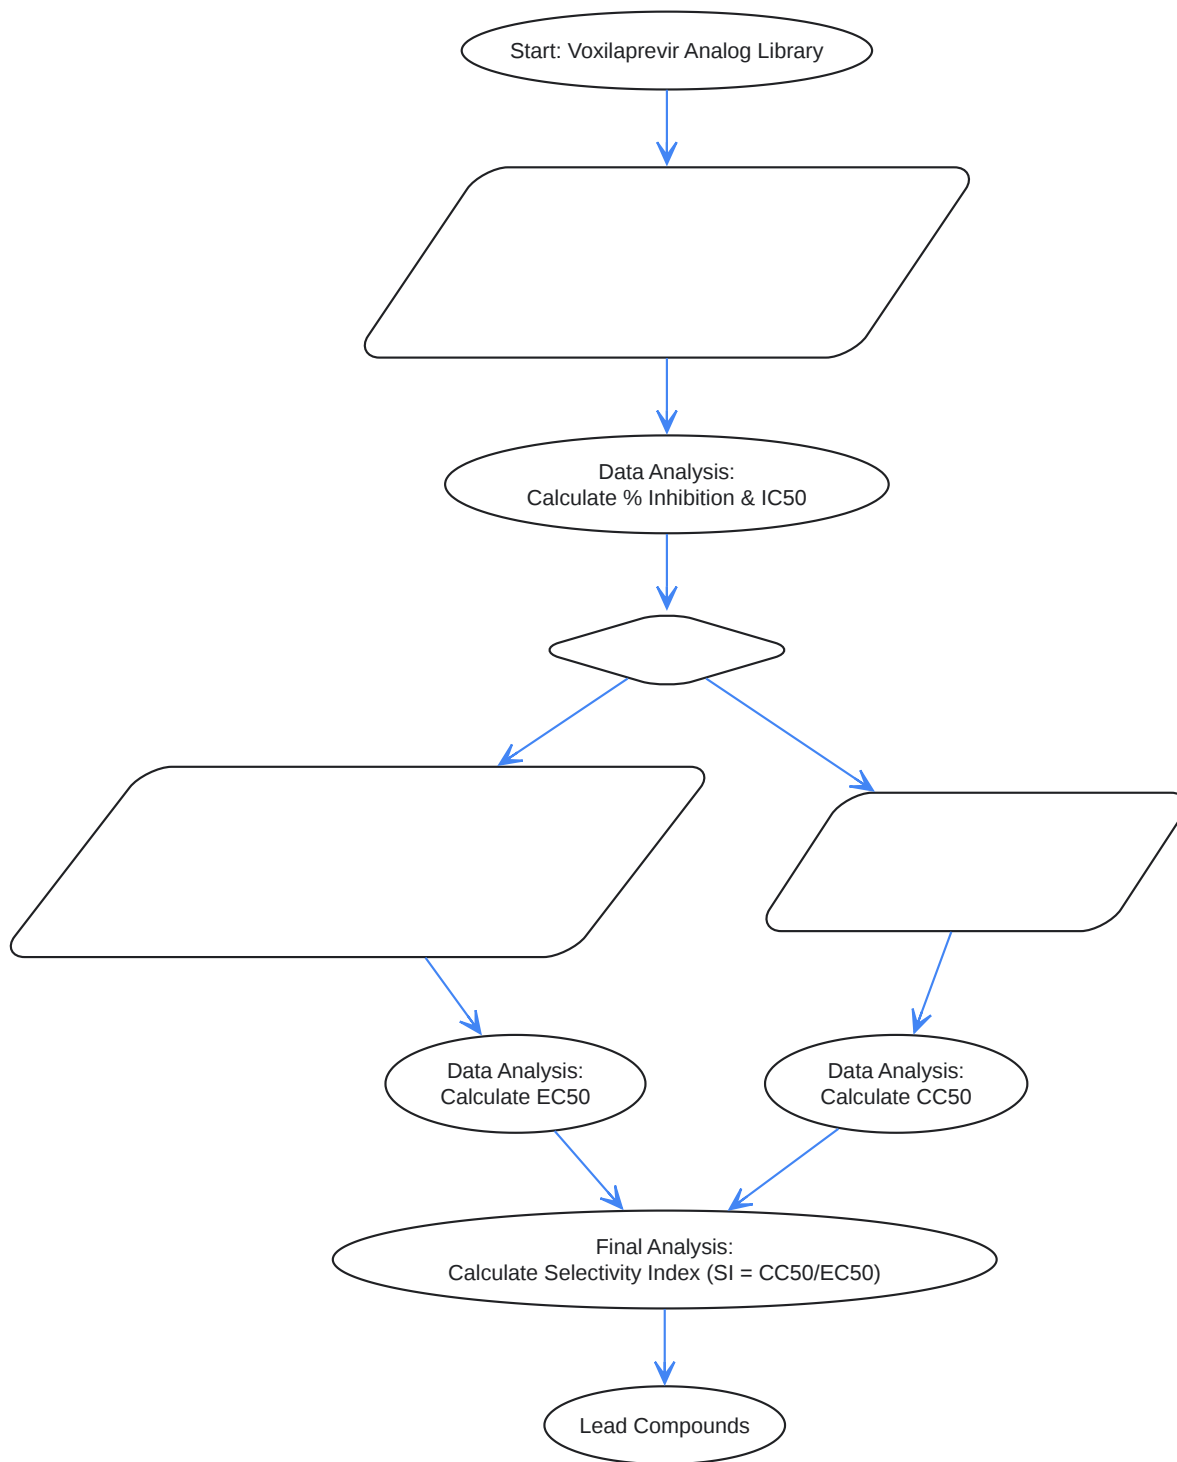 Start: Voxilaprevir Analog Library
Data Analysis:
Calculate % Inhibition & IC50
Data Analysis:
Calculate EC50
Data Analysis:
Calculate CC50
Final Analysis:
Calculate Selectivity Index (SI = CC50/EC50)
Lead Compounds